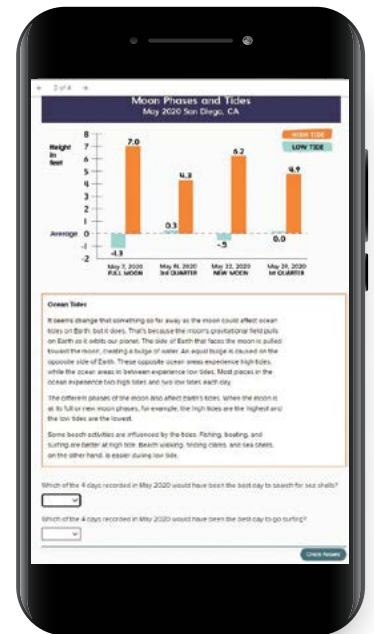 2 of 4
Moon Phases and Tides
May 2020 San Diego, CA
HIGH TIDE
LOW TIDE
Height
in
feet
8
7
6
5
4
3
2
1
Average 0
-1
-2
7.0
-1.3
4.3
0.3
6.2
-.5
4.9
0.0
May 7, 2020
FULL MOON
May 14, 2020
3rd QUARTER
May 22, 2020
NEW MOON
May 29, 2020
1st QUARTER
Ocean Tides
It seems strange that something so far away as the moon could affect ocean
tides on Earth, but it does. That's because the moon's gravitational field pulls
on Earth as it orbits our planet. The side of Earth that faces the moon is pulled
toward the moon, creating a bulge of water. An equal bulge is caused on the
opposite side of Earth. These opposite ocean areas experience high tides,
while the ocean areas in between experience low tides. Most places in the
ocean experience two high tides and two low tides each day.
The different phases of the moon also affect Earth's tides. When the moon is
at its full or new moon phases, for example, the high tides are the highest and
the low tides are the lowest.
Some beach activities are influenced by the tides. Fishing, boating, and
surfing are better at high tide. Beach walking, finding clams, and sea shells,
on the other hand, is easier during low tide.
Which of the 4 days recorded in May 2020 would have been the best day to search for sea shells?
Which of the 4 days recorded in May 2020 would have been the best day to go surfing?
Check Answer